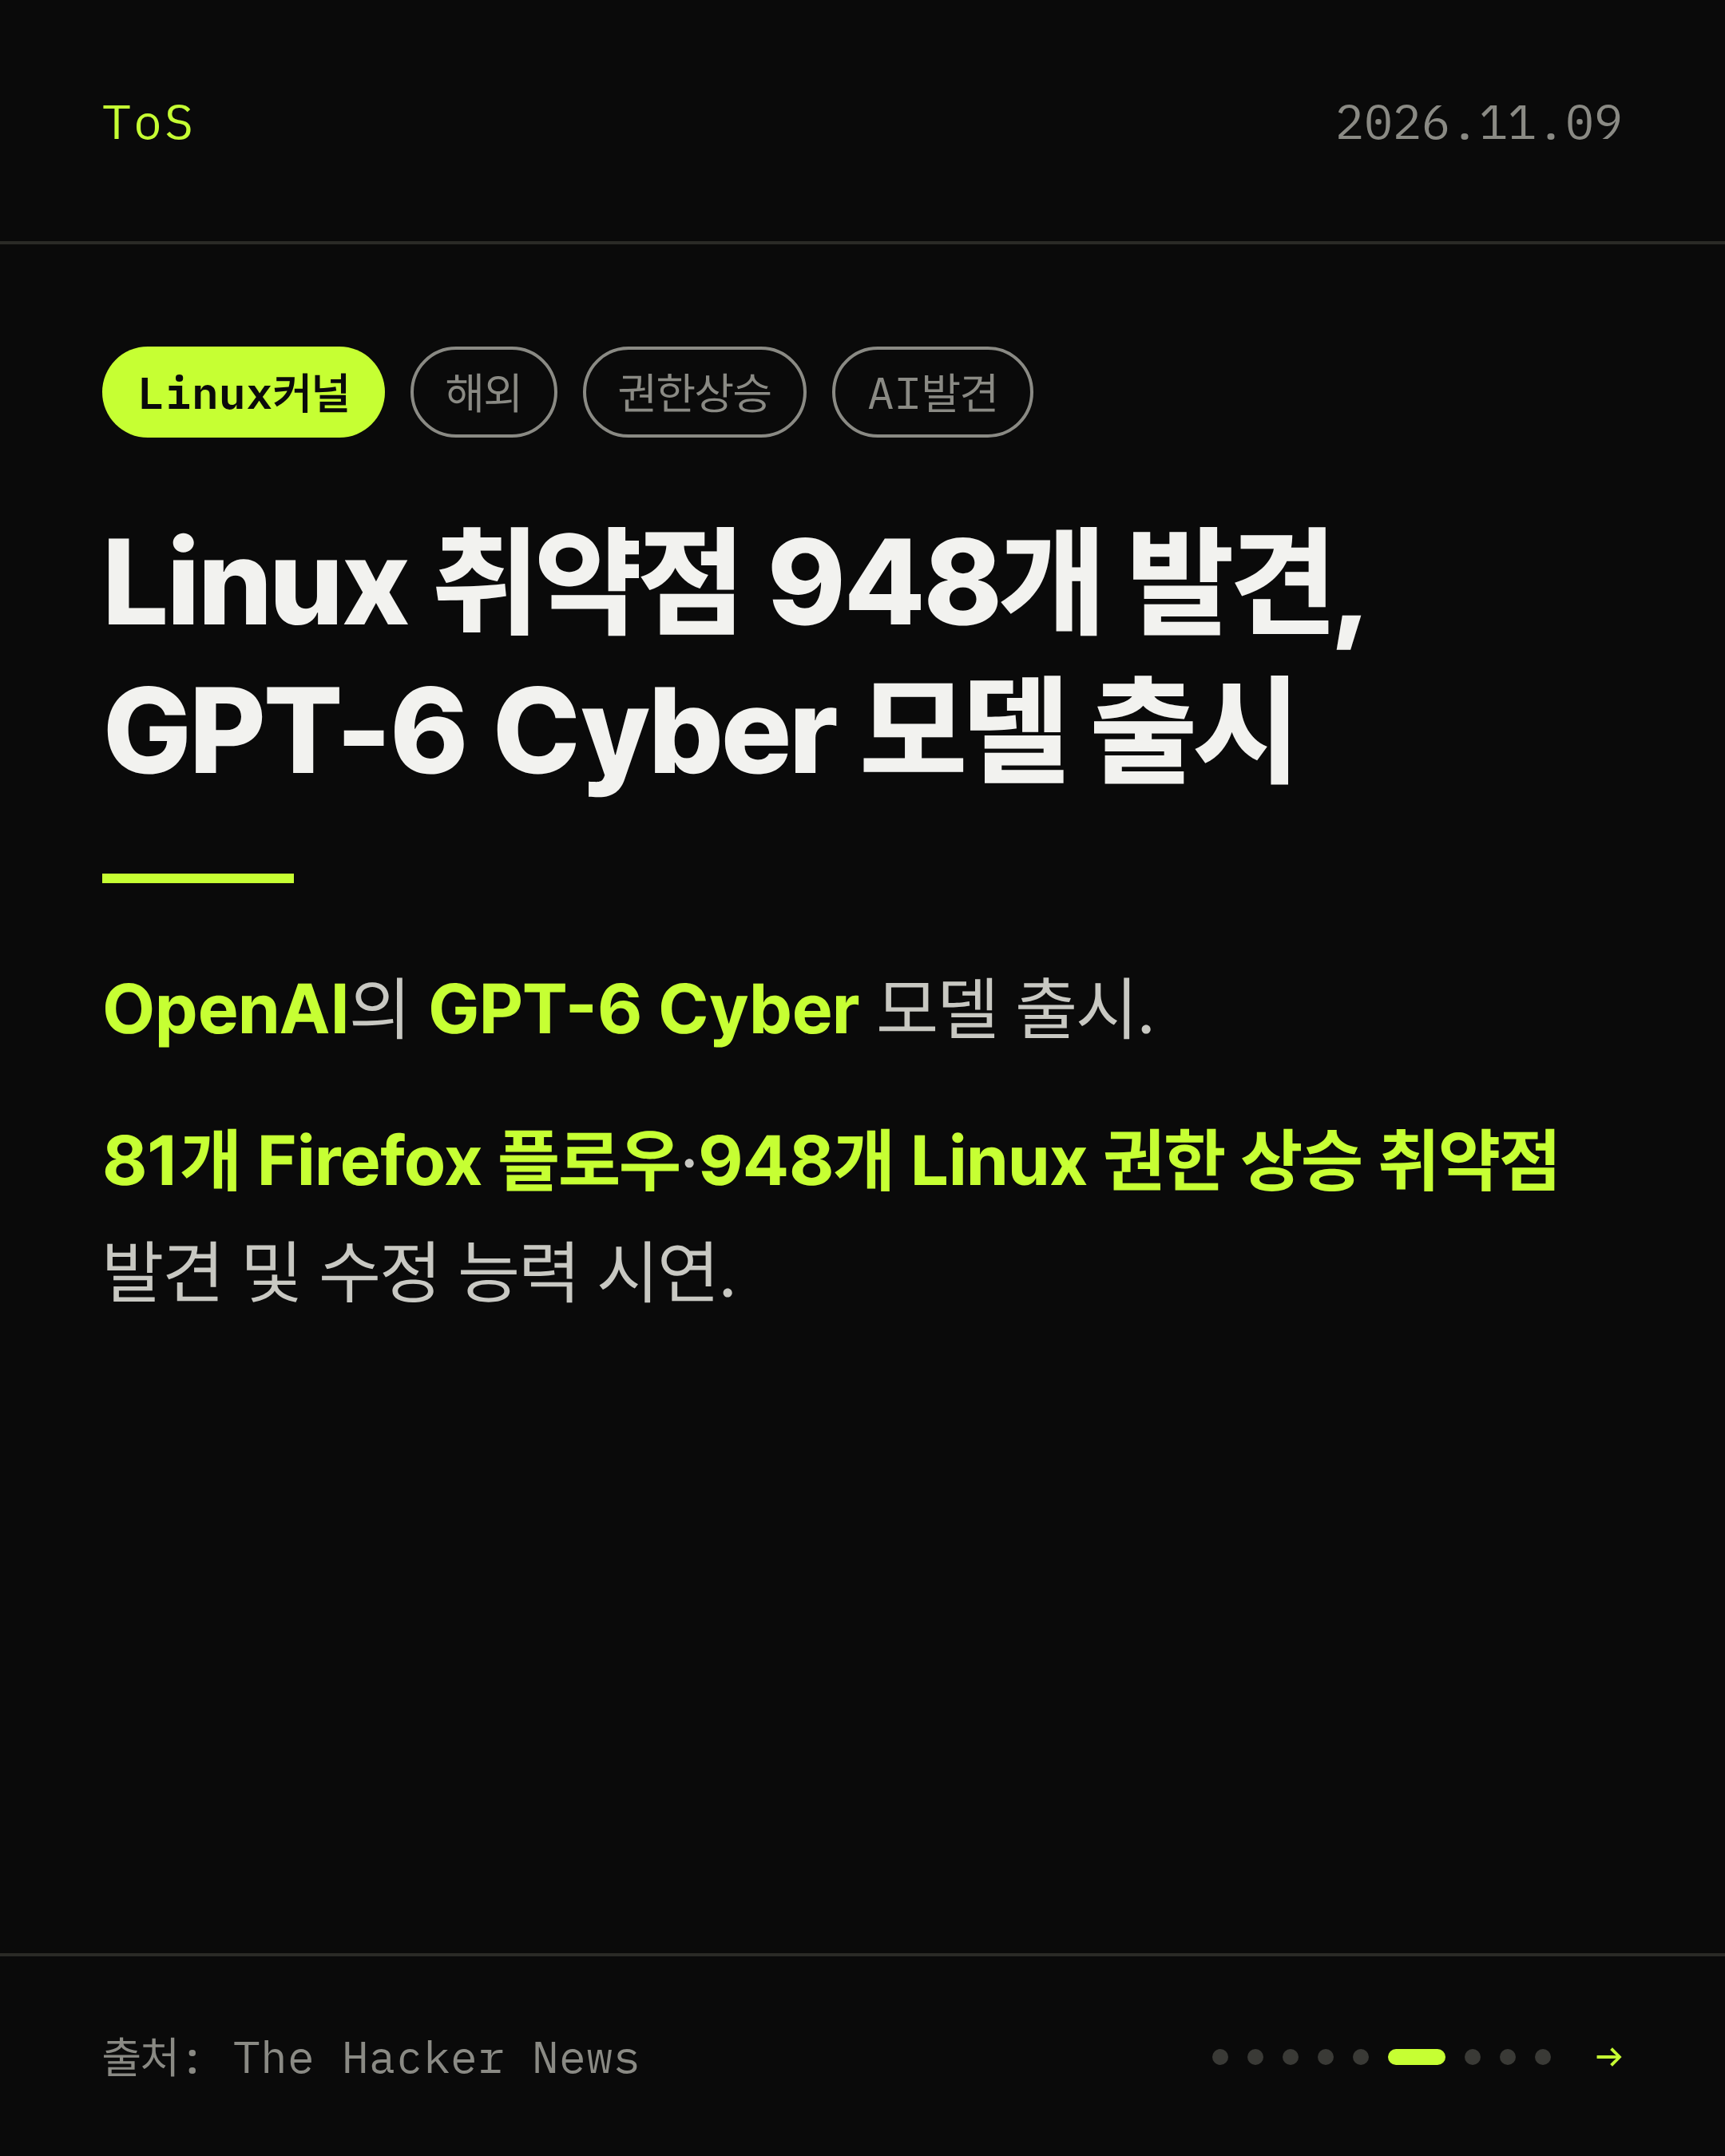 ToS
2026.11.09
Linux커널 해외 권한상승 AI발견
Linux 취약점 948개 발견,
GPT-6 Cyber 모델 출시
OpenAI의 GPT-6 Cyber 모델 출시.
81개 Firefox 플로우·948개 Linux 권한 상승 취약점
발견 및 수정 능력 시연.
출처: The Hacker News
→